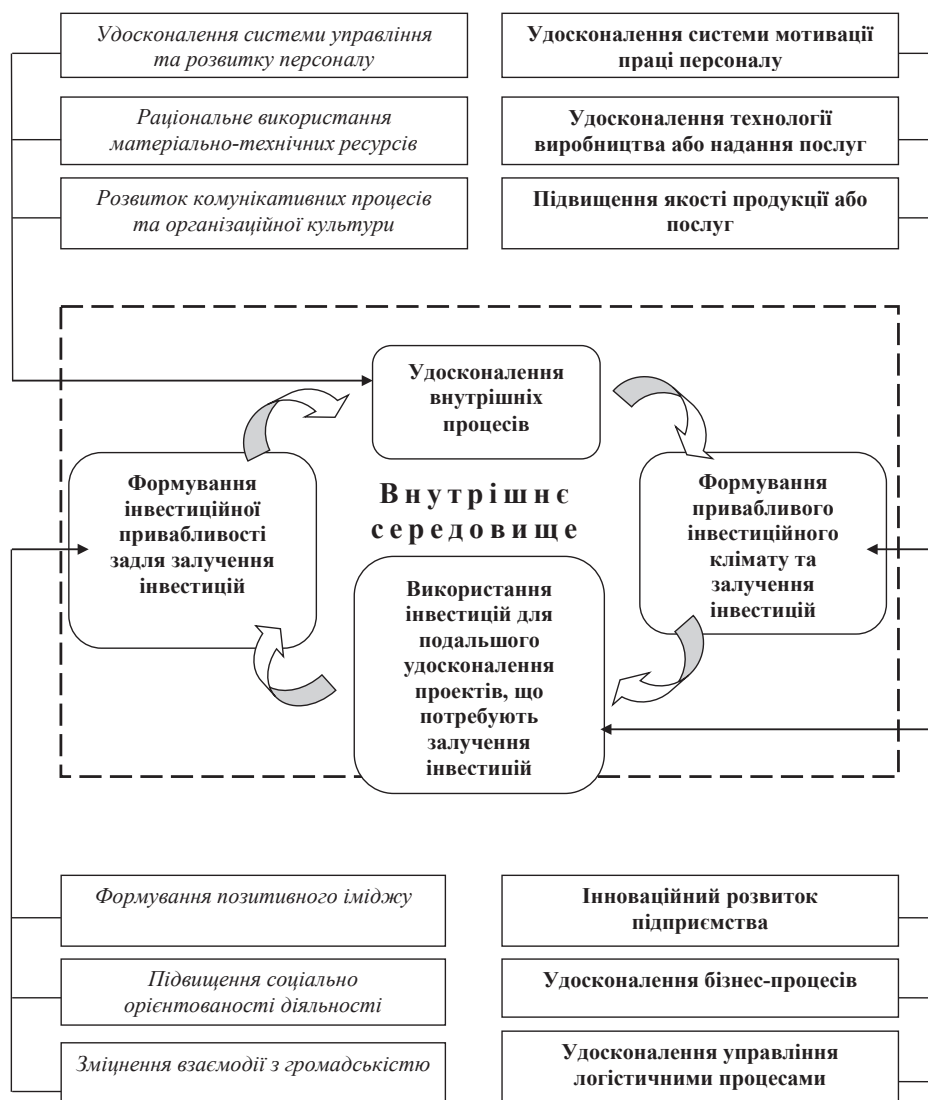 Удосконалення системи управління
та розвитку персоналу
Удосконалення системи мотивації
праці персоналу
Раціональне використання
матеріально-технічних ресурсів
Удосконалення технології
виробництва або надання послуг
Розвиток комунікативних процесів
та організаційної культури
Підвищення якості продукції або
послуг
Удосконалення
внутрішніх
процесів
Формування
інвестиційної
привабливості
задля залучення
інвестицій
Внутрішнє
середовище
Формування
привабливого
інвестиційного
клімату та
залучення
інвестицій
Використання
інвестицій для
подальшого
удосконалення
проектів, що
потребують
залучення
інвестицій
Формування позитивного іміджу
Інноваційний розвиток
підприємства
Підвищення соціально
орієнтованості діяльності
Удосконалення бізнес-процесів
Зміцнення взаємодії з громадськістю
Удосконалення управління
логістичними процесами